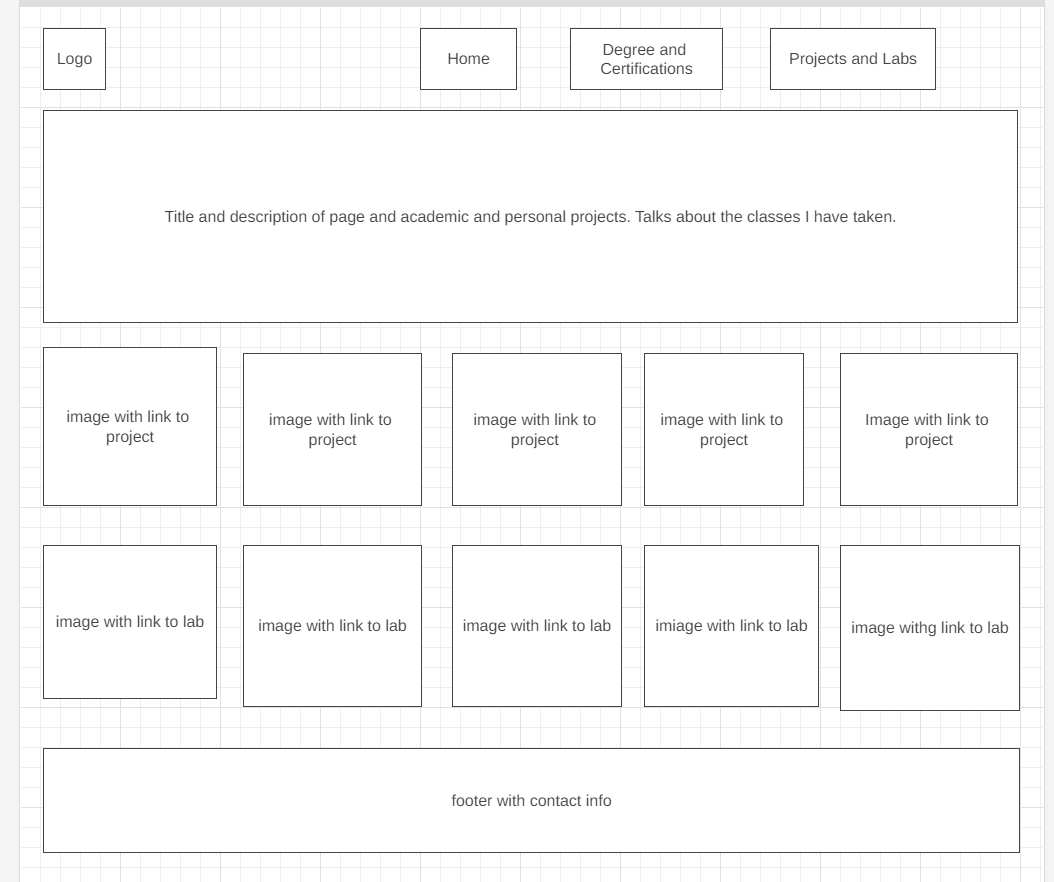 Logo
Home
Degree and
Certifications
Projects and Labs
Title and description of page and academic and personal projects. Talks about the classes I have taken.
image with link to
project
image with link to
project
image with link to
project
image with link to
project
Image with link to
project
image with link to lab
image with link to lab
image with link to lab
imiage with link to lab
image withg link to lab
footer with contact info